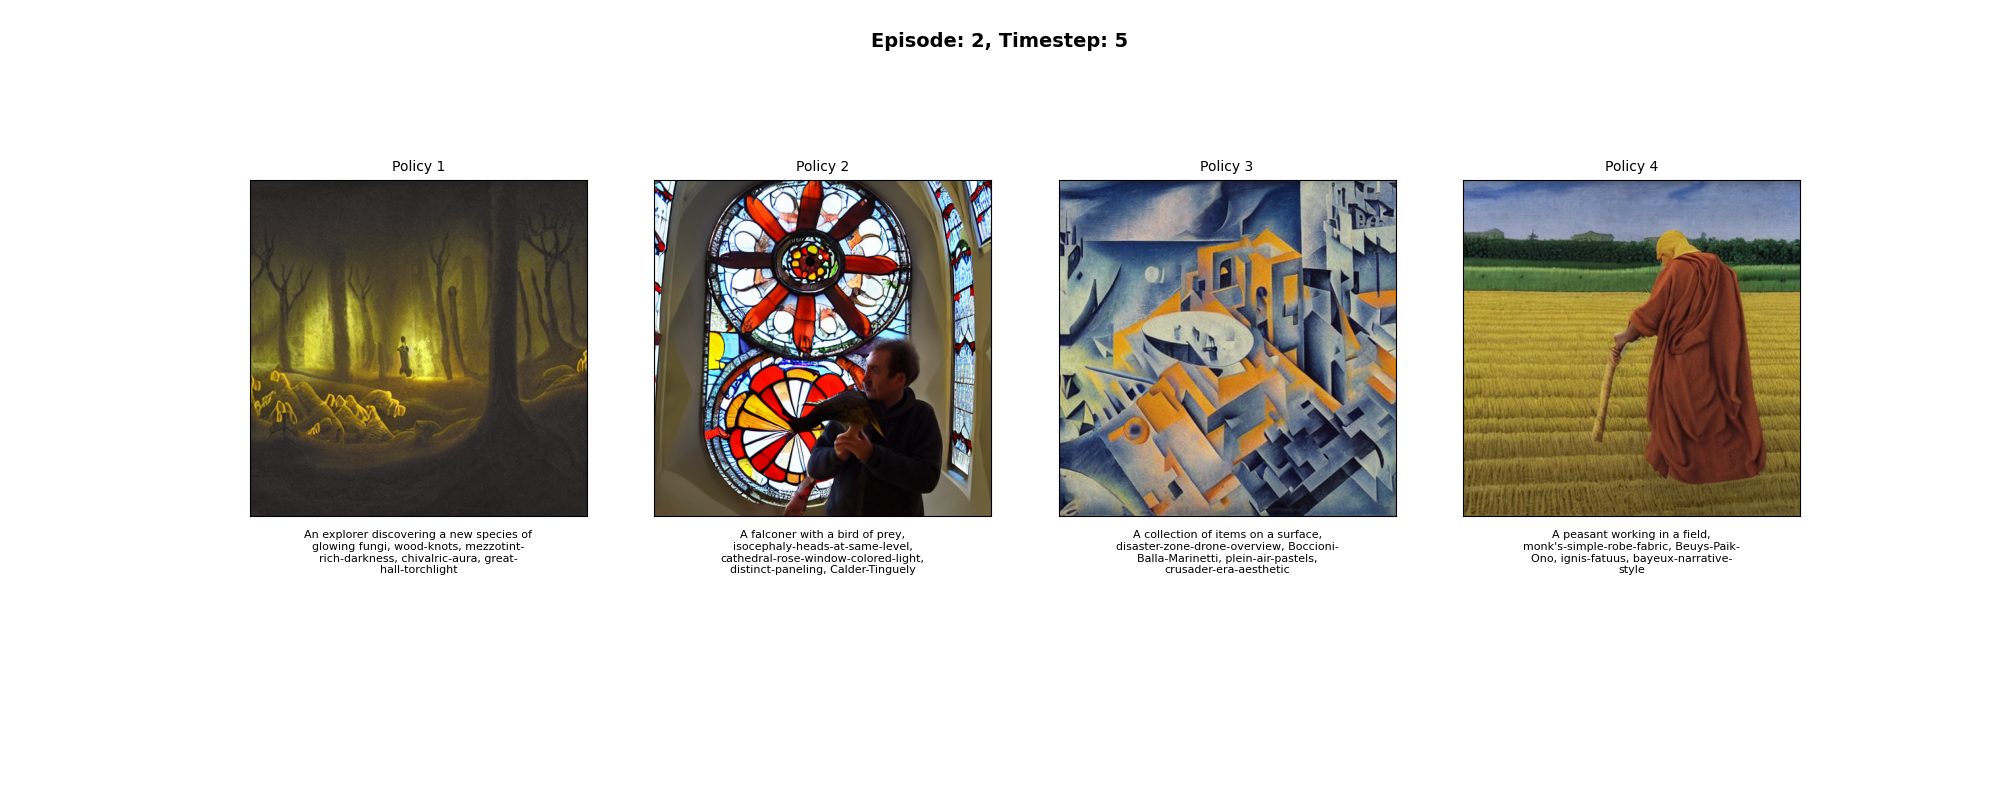 Episode: 2, Timestep: 5
Policy 1
Policy 2
Policy 3
Policy 4
An explorer discovering a new species of
glowing fungi, wood-knots, mezzotint-
rich-darkness, chivalric-aura, great-
hall-torchlight
A falconer with a bird of prey,
isocephaly-heads-at-same-level,
cathedral-rose-window-colored-light,
distinct-paneling, Calder-Tinguely
A collection of items on a surface,
disaster-zone-drone-overview, Boccioni-
Balla-Marinetti, plein-air-pastels,
crusader-era-aesthetic
A peasant working in a field,
monk's-simple-robe-fabric, Beuys-Paik-
Ono, ignis-fatuus, bayeux-narrative-
style